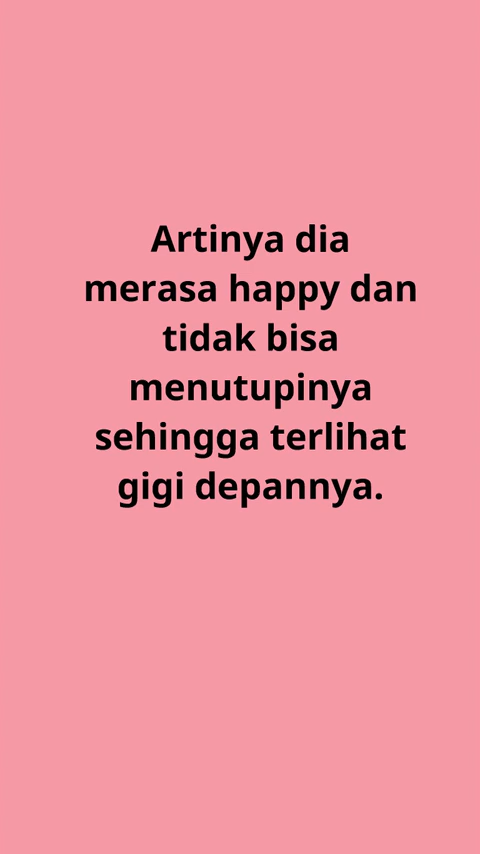 Artinya dia
merasa happy dan
tidak bisa
menutupinya
sehingga terlihat
gigi depannya.